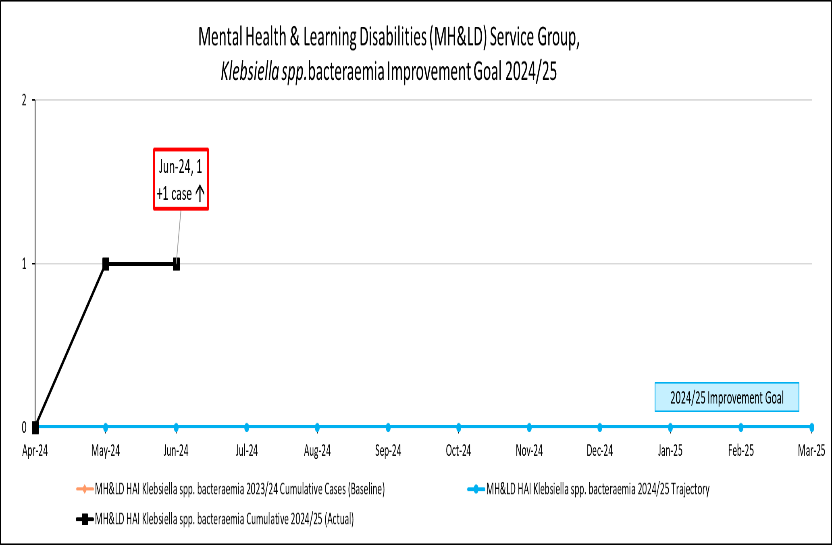 Mental Health & Learning Disabilities (MH&LD) Service Group,
Klebsiella spp.bacteraemia Improvement Goal 2024/25
2
Jun-24, 1
+1 case ↑
1
2024/25 Improvement Goal
0
Apr-24 May-24 Jun-24 Jul-24 Aug-24 Sep-24 Oct-24 Nov-24 Dec-24 Jan-25 Feb-25 Mar-25
MH&LD HAI Klebsiella spp. bacteraemia 2023/24 Cumulative Cases (Baseline) MH&LD HAI Klebsiella spp. bacteraemia 2024/25 Trajectory
MH&LD HAI Klebsiella spp. bacteraemia Cumulative 2024/25 (Actual)